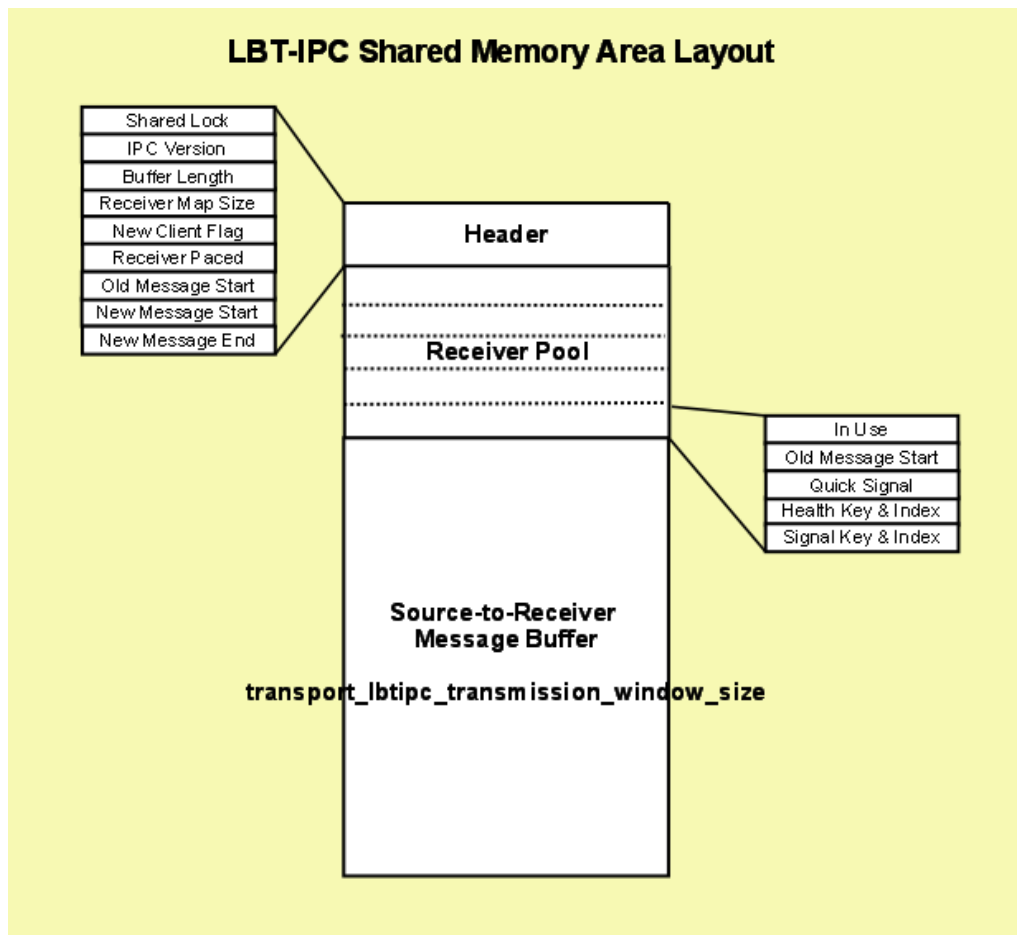 LBT-IPC Shared Memory Area Layout
Shared Lock
IPC Version
Buffer Length
Receiver Map Size
New Client Flag
Receiver Paced
Old Message Start
New Message Start
New Message End
Header
Receiver Pool
In Use
Old Message Start
Quick Signal
Health Key & Index
Signal Key & Index
Source-to-Receiver
Message Buffer
transport_lbtipc_transmission_window_size